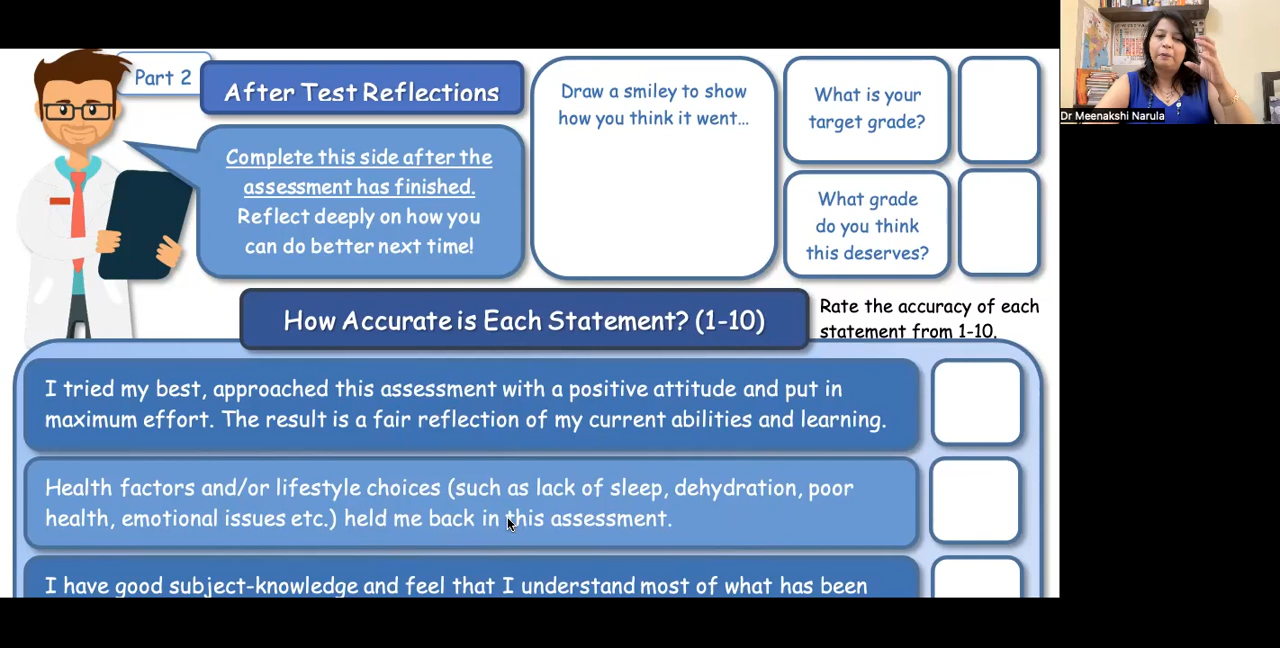 Part 2
After Test Reflections
Complete this side after the
assessment has finished.
Reflect deeply on how you
can do better next time!
Draw a smiley to show
how you think it went...
What is your
target grade?
What grade
do you think
this deserves?
How Accurate is Each Statement? (1-10)
Rate the accuracy of each
statement from 1-10.
I tried my best, approached this assessment with a positive attitude and put in
maximum effort. The result is a fair reflection of my current abilities and learning.
Health factors and/or lifestyle choices (such as lack of sleep, dehydration, poor
health, emotional issues etc.) held me back in this assessment.
I have good subject-knowledge and feel that I understand most of what has been
Dr Meenakshi Narula